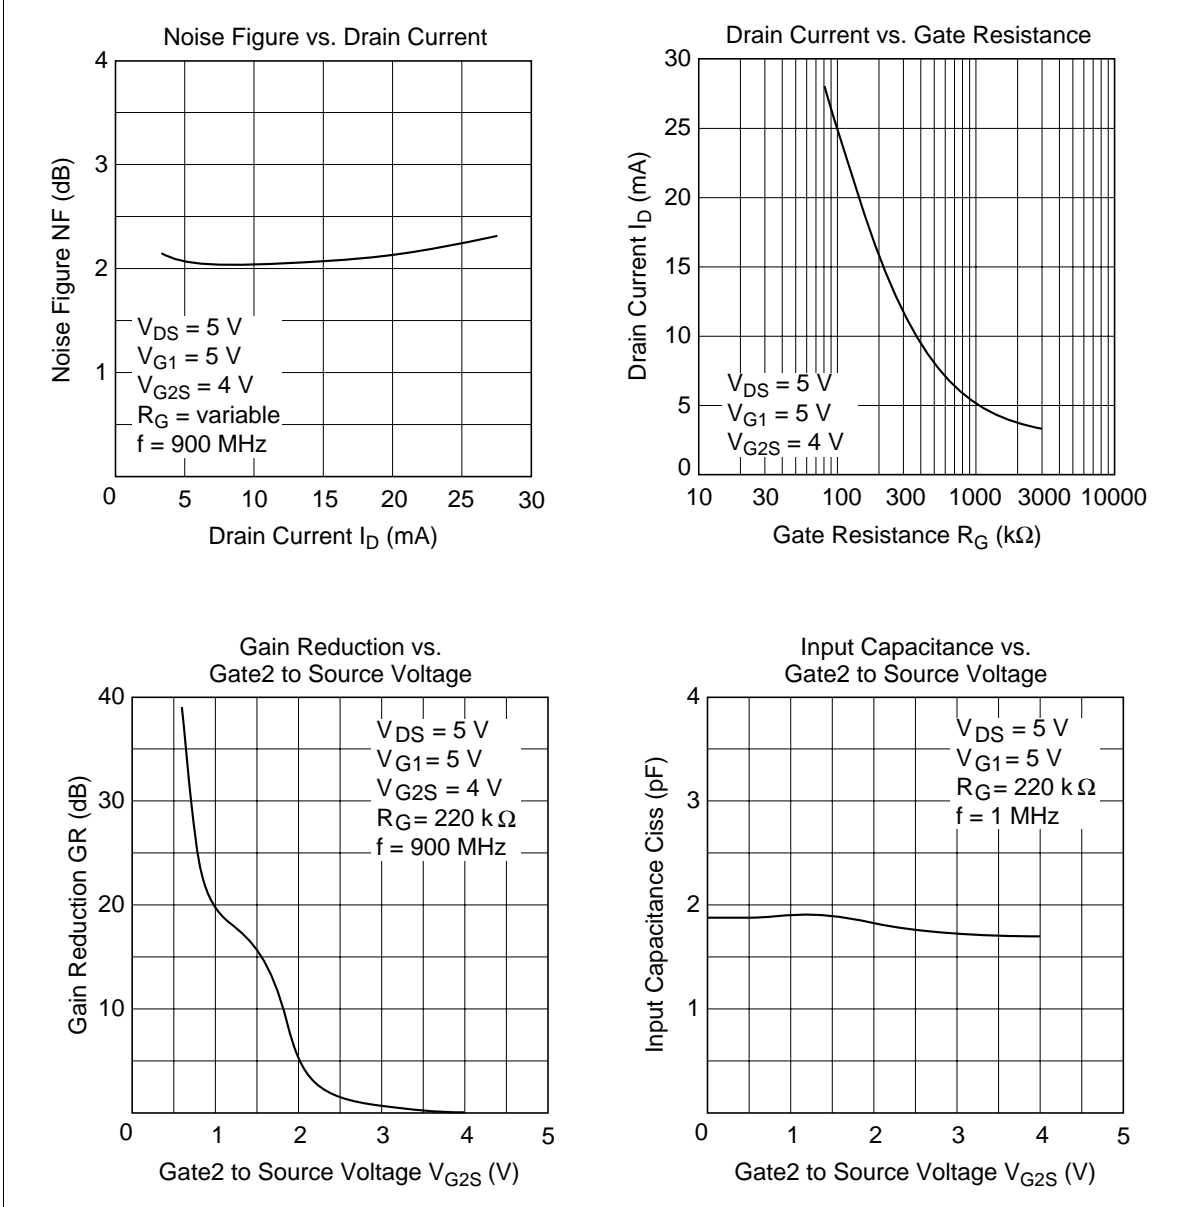 Noise Figure vs. Drain Current
4
3
2
1
0 5 10 15 20 25 30
Noise Figure NF (dB)
V_DS = 5 V
V_G1 = 5 V
V_G2S = 4 V
R_G = variable
f = 900 MHz
Drain Current I_D (mA)
Drain Current vs. Gate Resistance
30
25
20
15
10
5
0
10 30 100 300 1000 3000 10000
Drain Current I_D (mA)
V_DS = 5 V
V_G1 = 5 V
V_G2S = 4 V
Gate Resistance R_G (kΩ)
Gain Reduction vs.
Gate2 to Source Voltage
40
30
20
10
0 1 2 3 4 5
Gain Reduction GR (dB)
V_DS = 5 V
V_G1 = 5 V
V_G2S = 4 V
R_G = 220 kΩ
f = 900 MHz
Gate2 to Source Voltage V_G2S (V)
Input Capacitance vs.
Gate2 to Source Voltage
4
3
2
1
0 1 2 3 4 5
Input Capacitance Ciss (pF)
V_DS = 5 V
V_G1 = 5 V
R_G = 220 kΩ
f = 1 MHz
Gate2 to Source Voltage V_G2S (V)